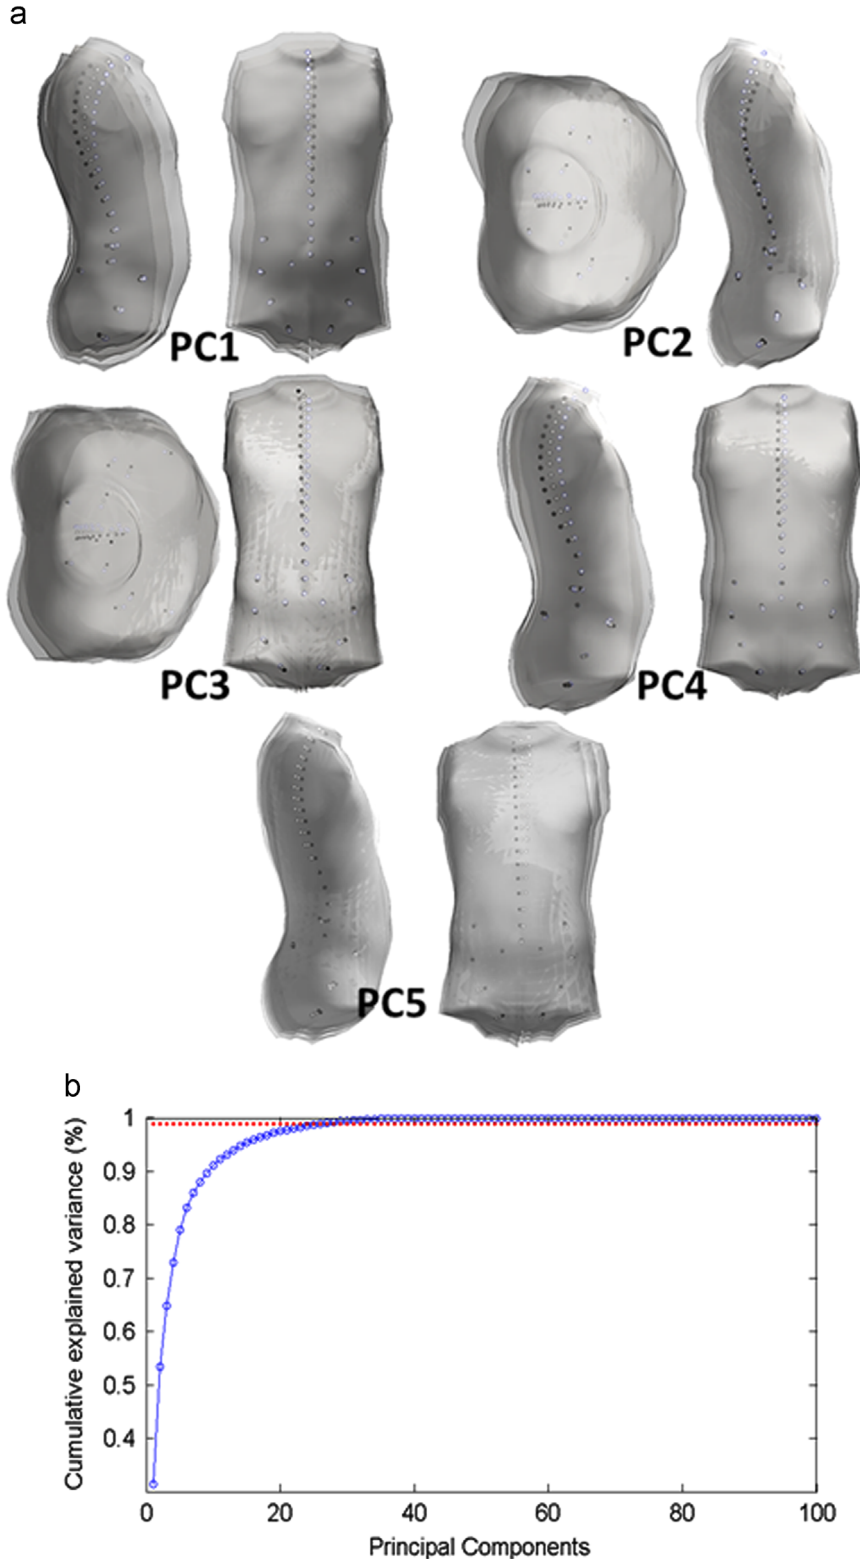 a
PC1
PC2
PC3
PC4
PC5
b
Cumulative explained variance (%)
1
0.9
0.8
0.7
0.6
0.5
0.4
0 20 40 60 80 100
Principal Components